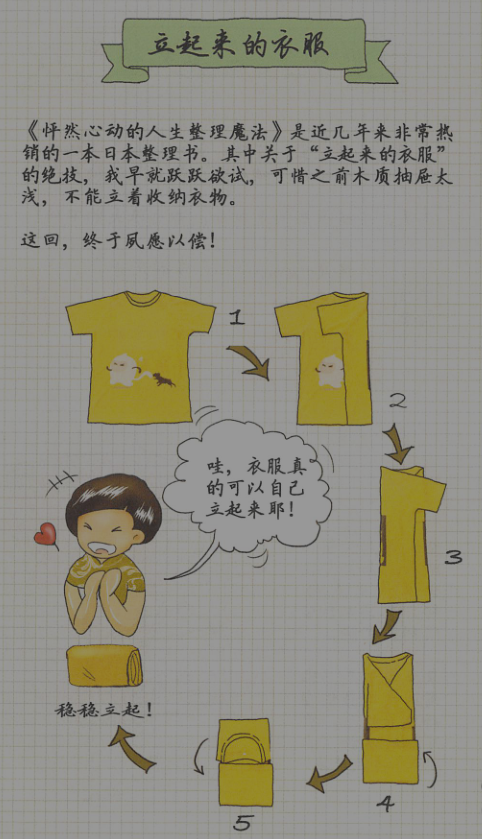 立起来的衣服
《怦然心动的人生整理魔法》是近几年来非常热
销的一本日本整理书。其中关于“立起来的衣服”
的绝技，我早就跃跃欲试，可惜之前木质抽屉太
浅，不能立着收纳衣物。
这回，终于夙愿以偿！
1
2
哇，衣服真
的可以自己
立起来耶！
3
稳稳立起！
4
5